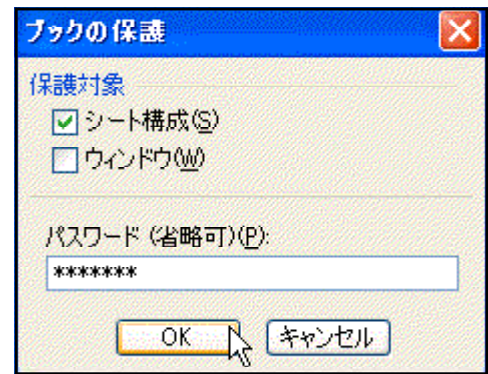 ブックの保護
保護対象
シート構成(S)
ウィンドウ(W)
パスワード (省略可)(P):
*******
OK キャンセル